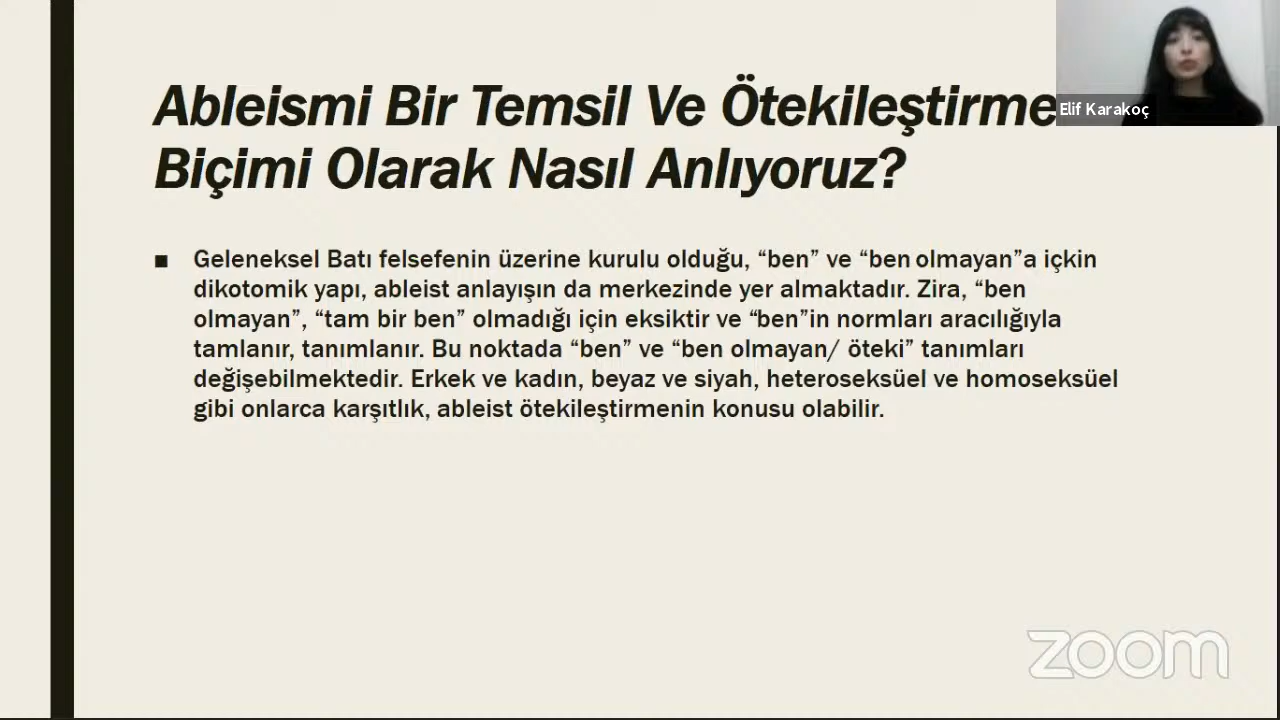 Ableismi Bir Temsil Ve Ötekileştirme
Biçimi Olarak Nasıl Anlıyoruz?
Elif Karakoç
■ Geleneksel Batı felsefenin üzerine kurulu olduğu, “ben” ve “ben olmayan”a içkin
dikotomik yapı, ableist anlayışın da merkezinde yer almaktadır. Zira, “ben
olmayan”, “tam bir ben” olmadığı için eksiktir ve “ben”in normları aracılığıyla
tamlanır, tanımlanır. Bu noktada “ben” ve “ben olmayan/ öteki” tanımları
değişebilmektedir. Erkek ve kadın, beyaz ve siyah, heteroseksüel ve homoseksüel
gibi onlarca karşıtlık, ableist ötekileştirmenin konusu olabilir.
zoom